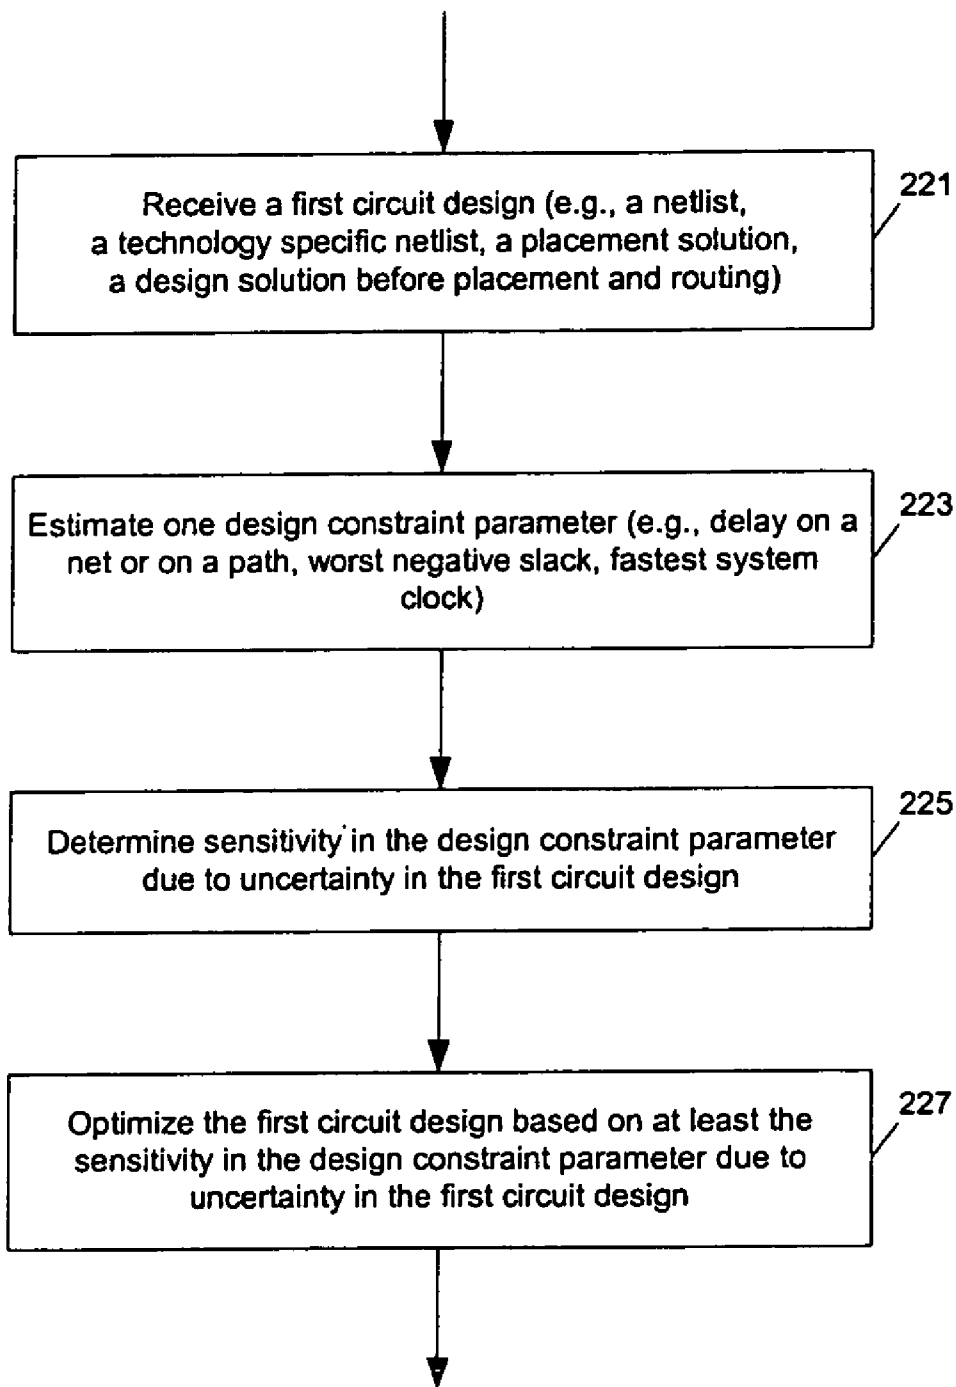 221
Receive a first circuit design (e.g., a netlist,
a technology specific netlist, a placement solution,
a design solution before placement and routing)
223
Estimate one design constraint parameter (e.g., delay on a
net or on a path, worst negative slack, fastest system
clock)
225
Determine sensitivity in the design constraint parameter
due to uncertainty in the first circuit design
227
Optimize the first circuit design based on at least the
sensitivity in the design constraint parameter due to
uncertainty in the first circuit design